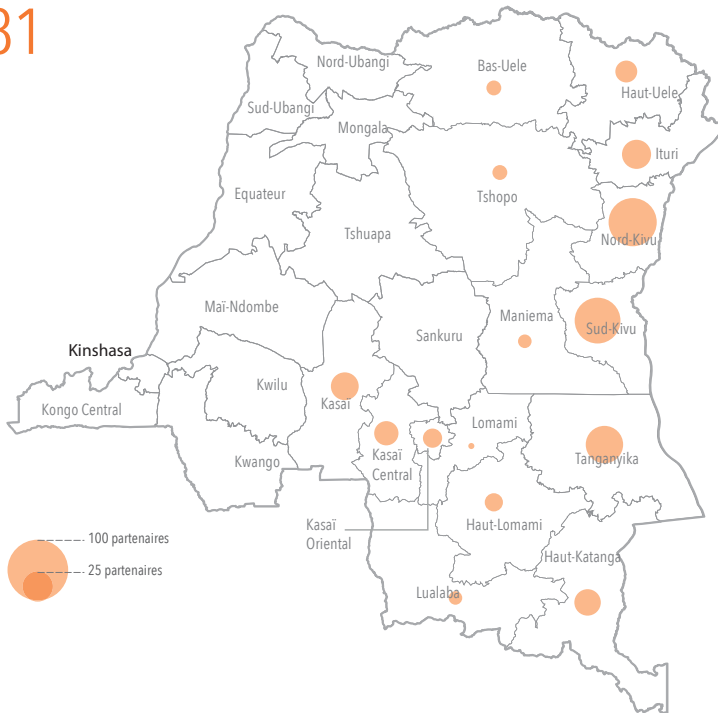 31
Nord-Ubangi
Bas-Uele
Haut-Uele
Sud-Ubangi
Mongala
Ituri
Equateur
Tshopo
Tshuapa
Nord-Kivu
Maï-Ndombe
Maniema
Sankuru
Sud-Kivu
Kinshasa
Kwilu
Kasaï
Kongo Central
Lomami
Kasaï
Central
Kwango
Tanganyika
Kasaï
Oriental
Haut-Lomami
100 partenaires
25 partenaires
Haut-Katanga
Lualaba